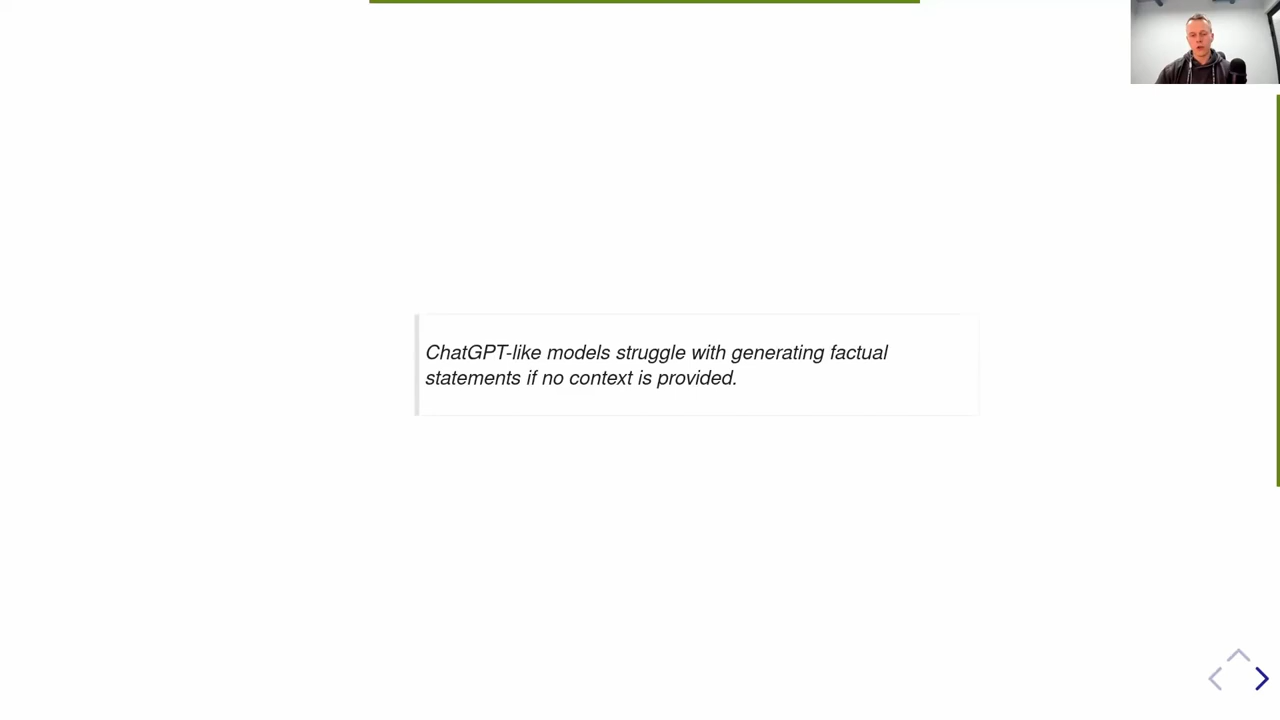 ChatGPT-like models struggle with generating factual
statements if no context is provided.